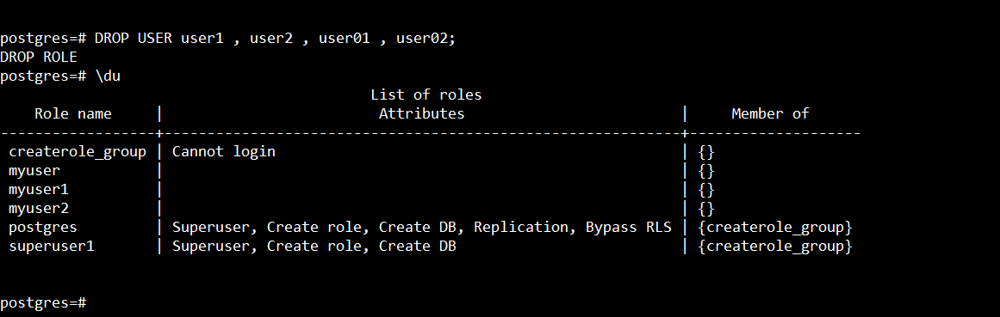 postgres=# DROP USER user1 , user2 , user01 , user02;
DROP ROLE
postgres=# \du
                                           List of roles
    Role name     |                         Attributes                         |     Member of
------------------+------------------------------------------------------------+--------------------
 createrole_group | Cannot login                                               | {}
 myuser           |                                                            | {}
 myuser1          |                                                            | {}
 myuser2          |                                                            | {}
 postgres         | Superuser, Create role, Create DB, Replication, Bypass RLS | {createrole_group}
 superuser1       | Superuser, Create role, Create DB                          | {createrole_group}
postgres=#